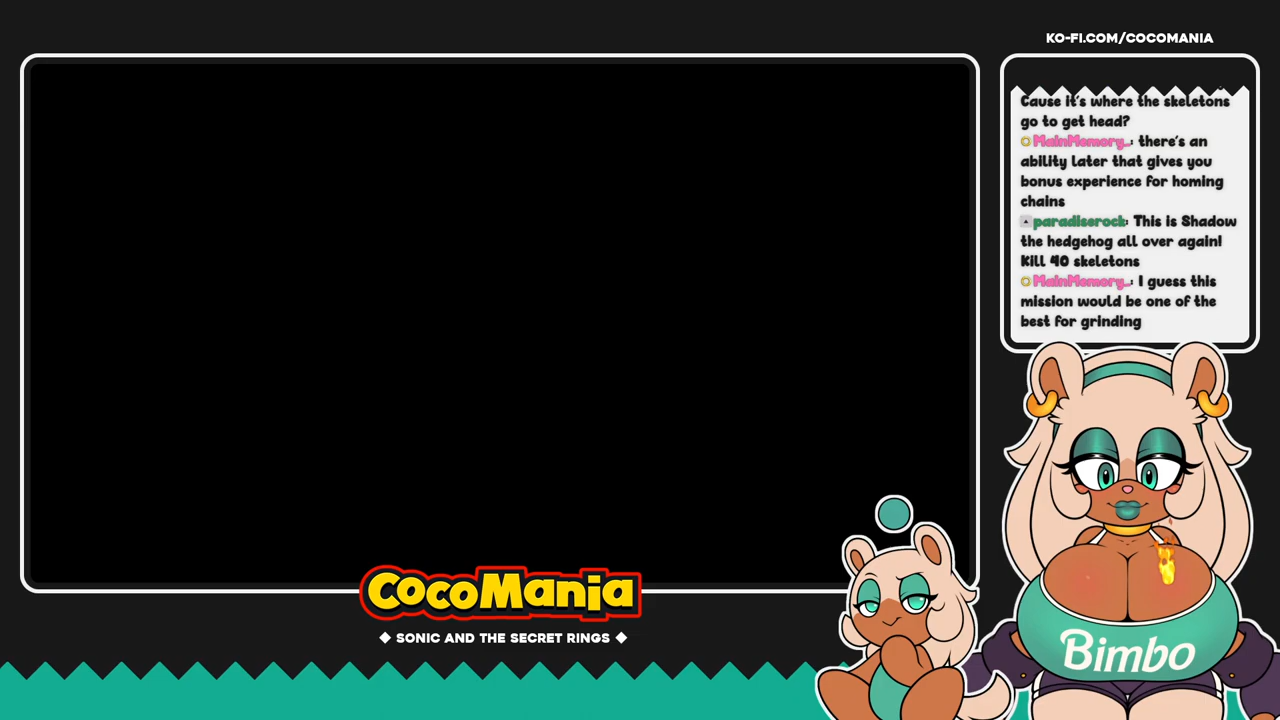 KO-FI.COM/COCOMANIA
Cause it's where the skeletons
go to get head?
MainMemory_: there's an
ability later that gives you
bonus experience for homing
chains
paradiserock: This is Shadow
the hedgehog all over again!
Kill 40 skeletons
MainMemory_: I guess this
mission would be one of the
best for grinding
CocoMania
◆ SONIC AND THE SECRET RINGS ◆
Bimbo